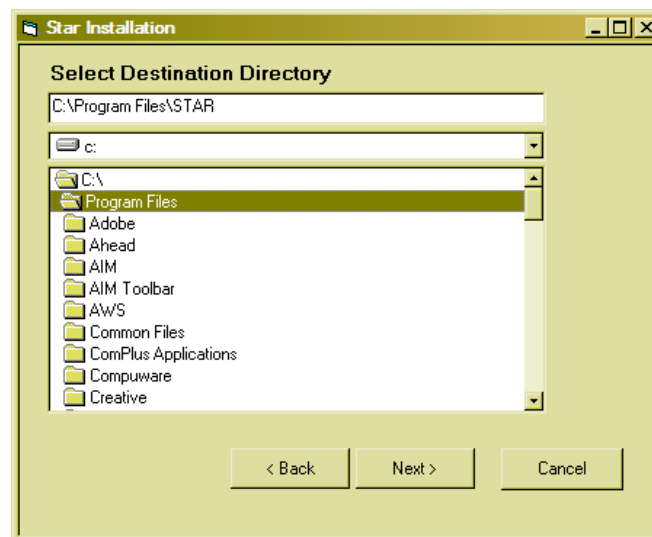 Star Installation
Select Destination Directory
C:\Program Files\STAR
c:
C:\
Program Files
Adobe
Ahead
AIM
AIM Toolbar
AWS
Common Files
ComPlus Applications
Compuware
Creative
< Back Next > Cancel